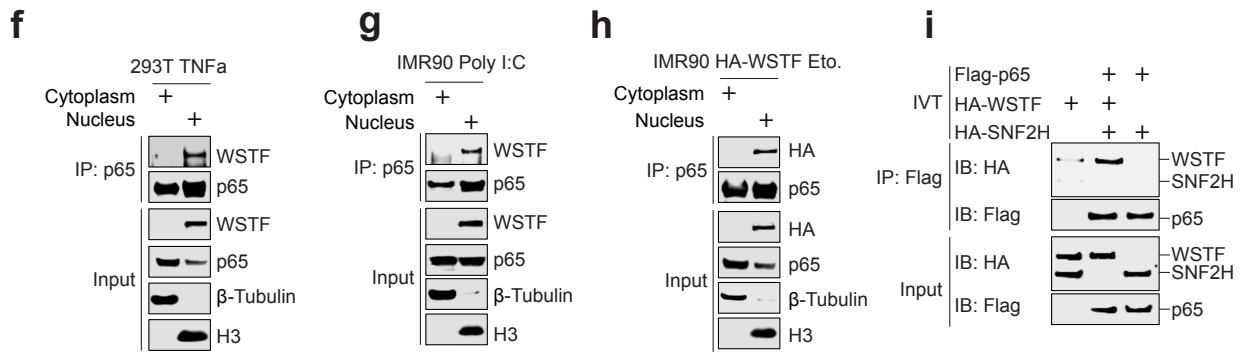 f
293T TNFa
Cytoplasm +
Nucleus +
IP: p65
WSTF
p65
Input
WSTF
p65
β-Tubulin
H3
g
IMR90 Poly I:C
Cytoplasm +
Nucleus +
IP: p65
WSTF
p65
Input
WSTF
p65
β-Tubulin
H3
h
IMR90 HA-WSTF Eto.
Cytoplasm +
Nucleus +
IP: p65
HA
p65
Input
HA
p65
β-Tubulin
H3
i
IVT
Flag-p65 + +
HA-WSTF + +
HA-SNF2H + +
IP: Flag
IB: HA
WSTF
SNF2H
IB: Flag
p65
Input
IB: HA
WSTF
SNF2H
IB: Flag
p65